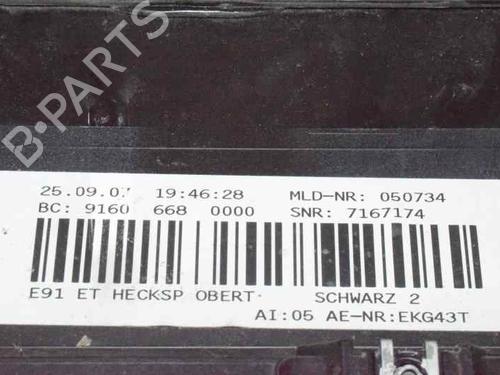 B-PARTS
25.09.07 19:46:28 MLD-NR: 050734
BC: 9160 668 0000 SNR: 7167174
E91 ET HECKSP OBERT SCHWARZ 2
AI:05 AE-NR:EKG43T